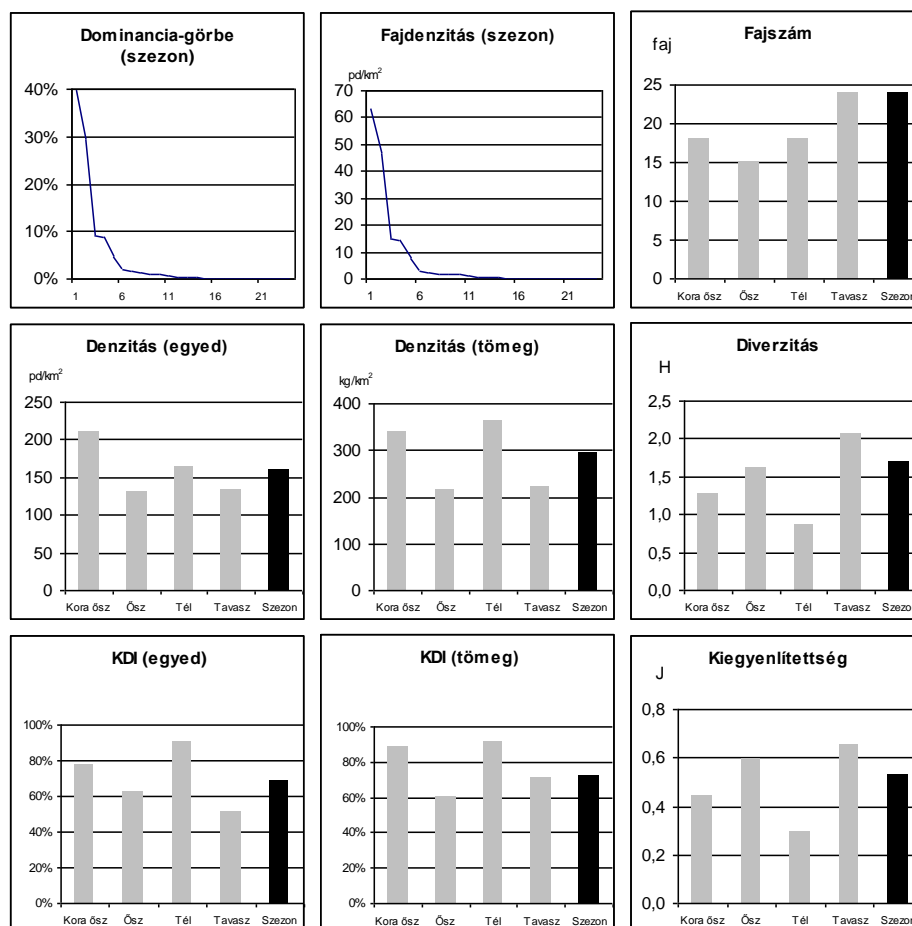 Dominancia-görbe
(szezon)
40%
30%
20%
10%
0%
1 6 11 16 21
Fajdenzitás (szezon)
pd/km²
70
60
50
40
30
20
10
0
1 6 11 16 21
Fajszám
faj
25
20
15
10
5
0
Kora ősz Ősz Tél Tavasz Szezon
Denzitás (egyed)
pd/km²
250
200
150
100
50
0
Kora ősz Ősz Tél Tavasz Szezon
Denzitás (tömeg)
kg/km²
400
300
200
100
0
Kora ősz Ősz Tél Tavasz Szezon
Diverzitás
H
2,5
2,0
1,5
1,0
0,5
0,0
Kora ősz Ősz Tél Tavasz Szezon
KDI (egyed)
100%
80%
60%
40%
20%
0%
Kora ősz Ősz Tél Tavasz Szezon
KDI (tömeg)
100%
80%
60%
40%
20%
0%
Kora ősz Ősz Tél Tavasz Szezon
Kiegyenlítettség
J
0,8
0,6
0,4
0,2
0,0
Kora ősz Ősz Tél Tavasz Szezon